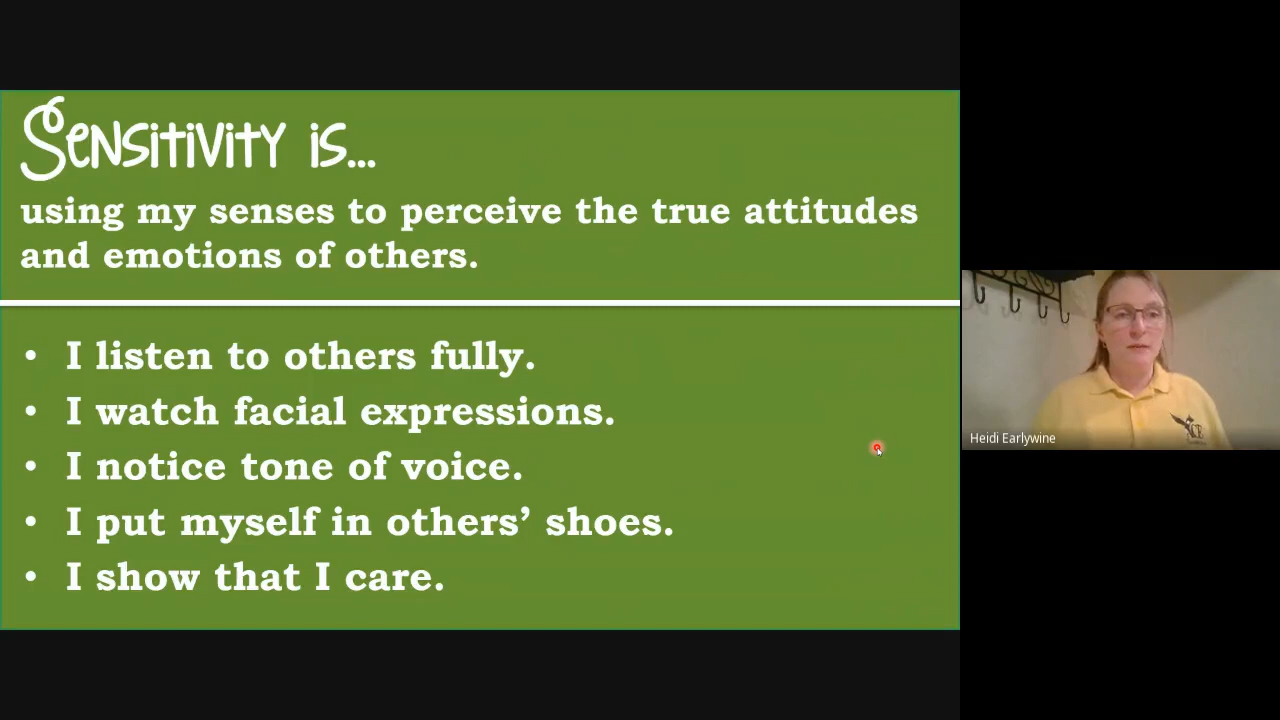 Sensitivity is...
using my senses to perceive the true attitudes
and emotions of others.
• I listen to others fully.
• I watch facial expressions.
• I notice tone of voice.
• I put myself in others’ shoes.
• I show that I care.
Heidi Earlywine